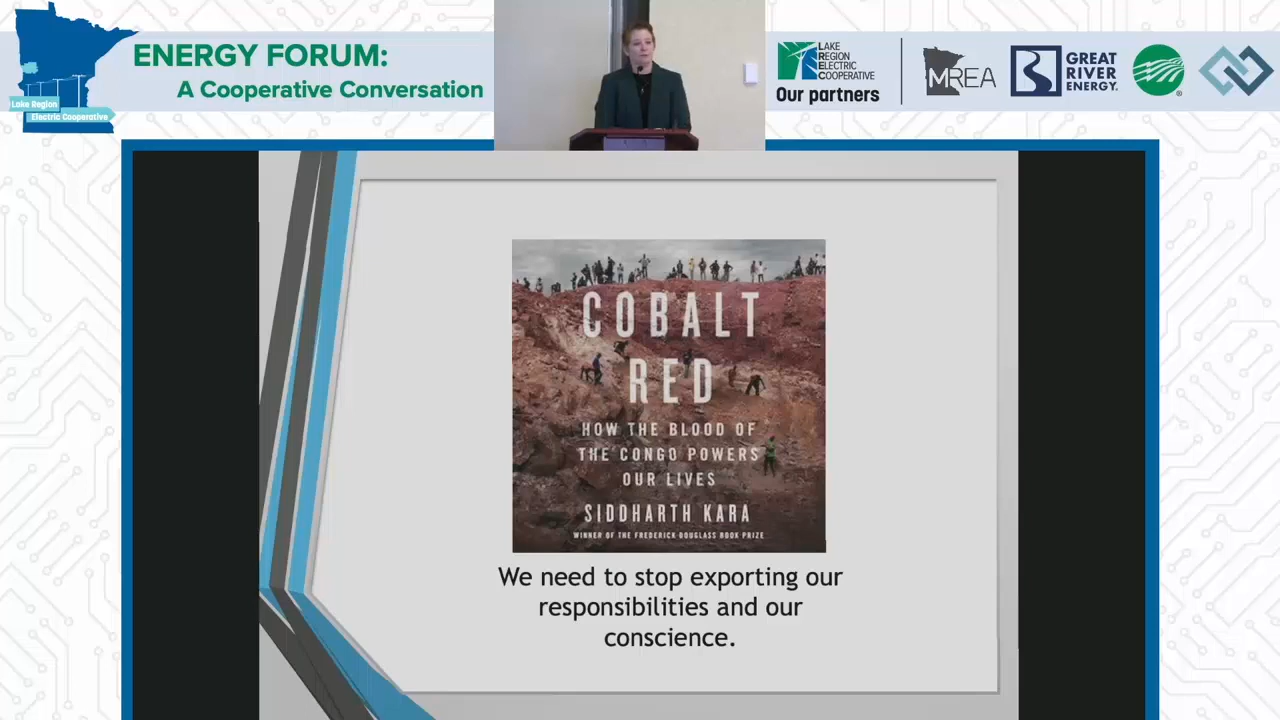 ENERGY FORUM:
A Cooperative Conversation
Lake Region
Electric Cooperative
LAKE
REGION
ELECTRIC
COOPERATIVE
Our partners
MREA
GREAT
RIVER
ENERGY.
COBALT
RED
HOW THE BLOOD OF
THE CONGO POWERS
OUR LIVES
SIDDHARTH KARA
WINNER OF THE FREDERICK DOUGLASS BOOK PRIZE
We need to stop exporting our
responsibilities and our
conscience.